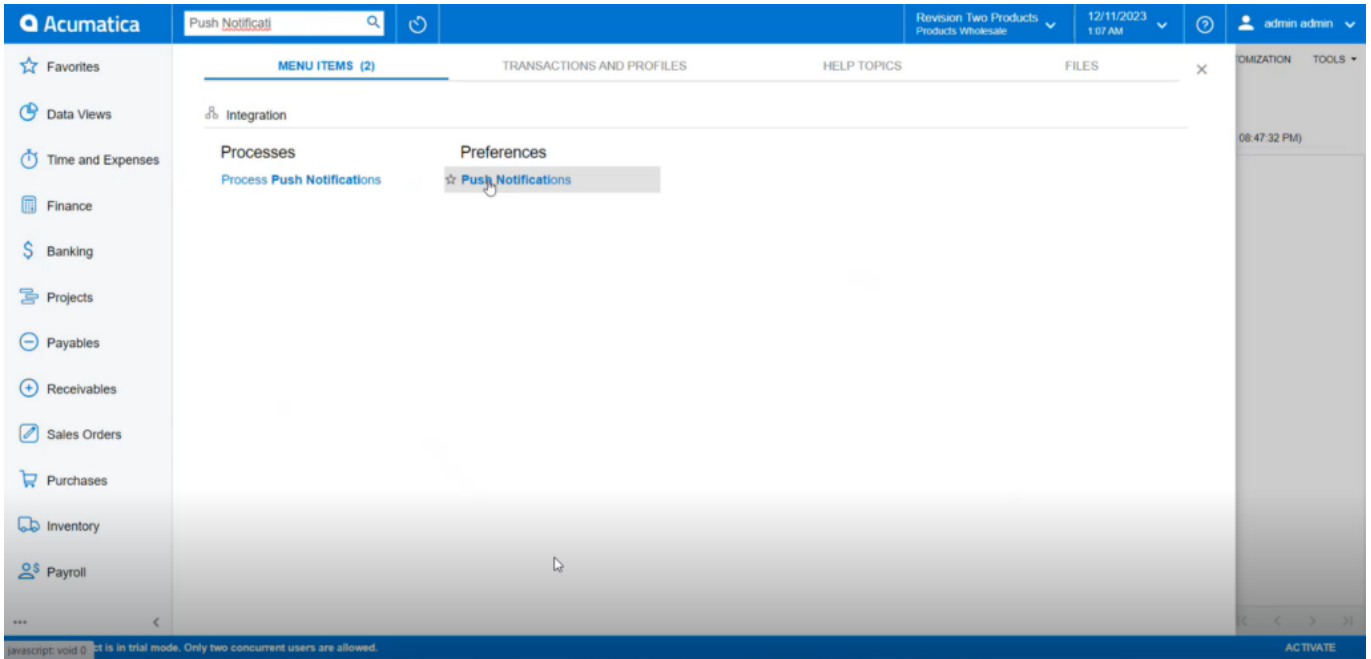 Acumatica
Push Notificati
Revision Two Products
Products Wholesale
12/11/2023
1:07 AM
admin admin
Favorites
Data Views
Time and Expenses
Finance
Banking
Projects
Payables
Receivables
Sales Orders
Purchases
Inventory
Payroll
MENU ITEMS (2)
TRANSACTIONS AND PROFILES
HELP TOPICS
FILES
OMIZATION
TOOLS
08:47:32 PM)
Integration
Processes
Process Push Notifications
Preferences
Push Notifications
javascript: void 0
ct is in trial mode. Only two concurrent users are allowed.
ACTIVATE